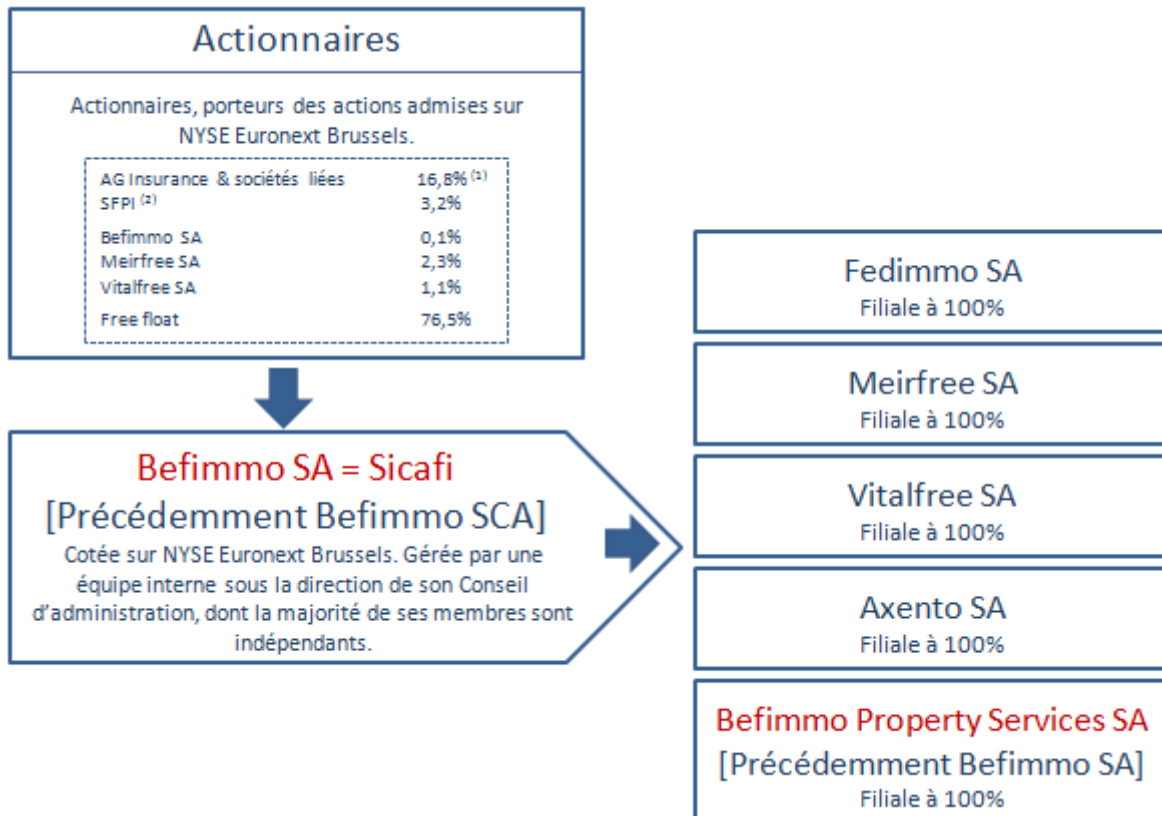 Actionnaires
Actionnaires, porteurs des actions admises sur
NYSE Euronext Brussels.
AG Insurance & sociétés liées 16,8% (1)
SFPI (2) 3,2%
Befimmo SA 0,1%
Meirfree SA 2,3%
Vitalfree SA 1,1%
Free float 76,5%
Befimmo SA = Sicafi
[Précédemment Befimmo SCA]
Cotée sur NYSE Euronext Brussels. Gérée par une
équipe interne sous la direction de son Conseil
d’administration, dont la majorité de ses membres sont
indépendants.
Fedimmo SA
Filiale à 100%
Meirfree SA
Filiale à 100%
Vitalfree SA
Filiale à 100%
Axento SA
Filiale à 100%
Befimmo Property Services SA
[Précédemment Befimmo SA]
Filiale à 100%